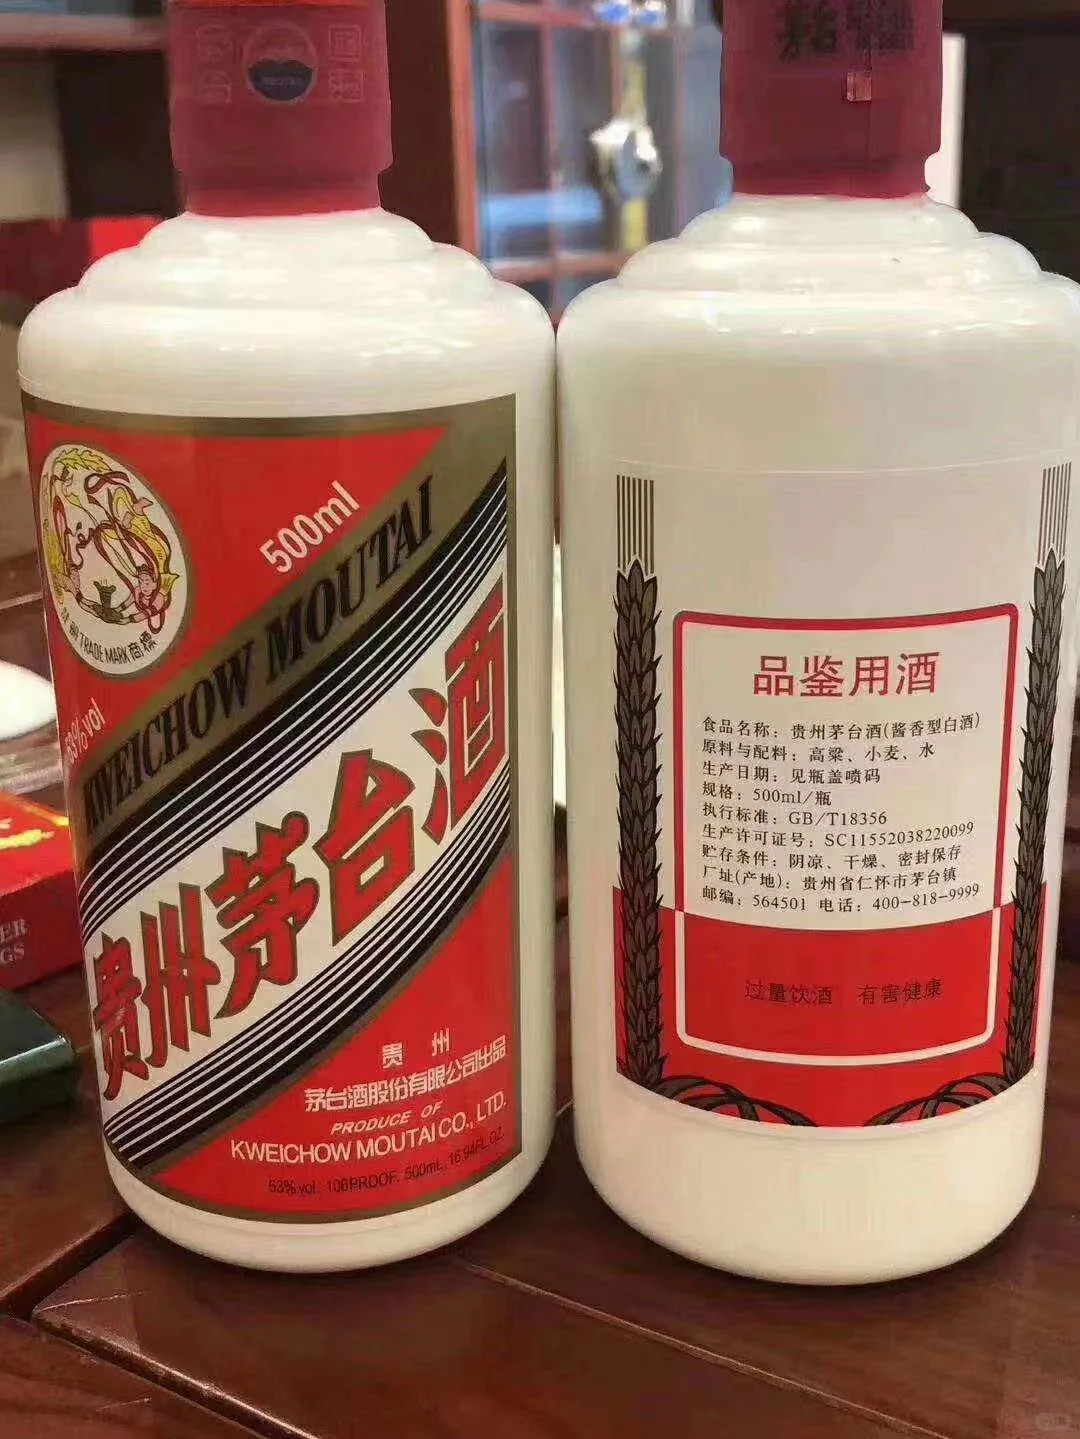 500ml
KWEICHOW MOUTAI
TRADE MARK 商標
53%vol
贵州茅台酒
贵州
茅台酒股份有限公司出品
PRODUCE OF
KWEICHOW MOUTAI CO., LTD.
53%vol. 106PROOF. 500mL. 16.94FL.OZ.
品鉴用酒
食品名称：贵州茅台酒(酱香型白酒)
原料与配料：高粱、小麦、水
生产日期：见瓶盖喷码
规格：500ml/瓶
执行标准：GB/T18356
生产许可证号：SC11552038220099
贮存条件：阴凉、干燥、密封保存
厂址(产地)：贵州省仁怀市茅台镇
邮编：564501 电话：400-818-9999
过量饮酒 有害健康